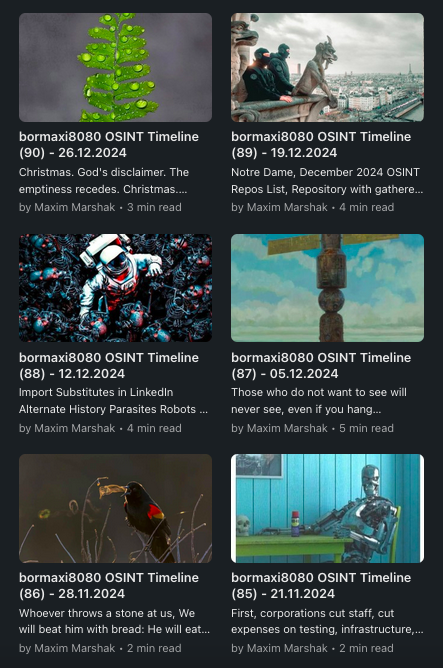 bormaxi8080 OSINT Timeline
(90) - 26.12.2024
Christmas. God's disclaimer. The
emptiness recedes. Christmas....
by Maxim Marshak • 3 min read
bormaxi8080 OSINT Timeline
(89) - 19.12.2024
Notre Dame, December 2024 OSINT
Repos List, Repository with gathere...
by Maxim Marshak • 4 min read
bormaxi8080 OSINT Timeline
(88) - 12.12.2024
Import Substitutes in LinkedIn
Alternate History Parasites Robots ...
by Maxim Marshak • 4 min read
bormaxi8080 OSINT Timeline
(87) - 05.12.2024
Those who do not want to see will
never see, even if you hang...
by Maxim Marshak • 5 min read
bormaxi8080 OSINT Timeline
(86) - 28.11.2024
Whoever throws a stone at us, We
will beat him with bread: He will eat...
by Maxim Marshak • 2 min read
bormaxi8080 OSINT Timeline
(85) - 21.11.2024
First, corporations cut staff, cut
expenses on testing, infrastructure,...
by Maxim Marshak • 2 min read